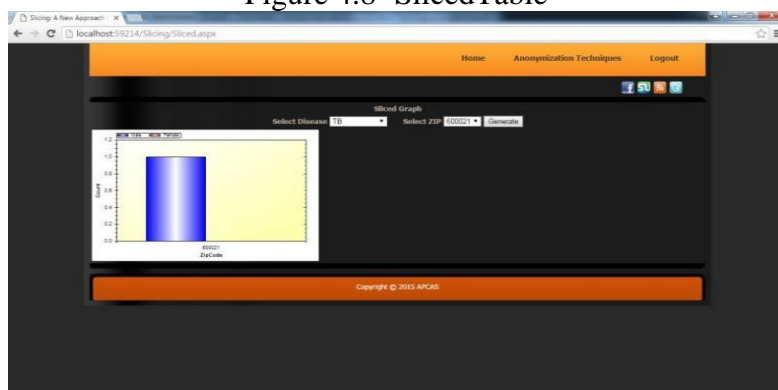 Figure 4.8 SlicedTable
Slicing: A New Approach
localhost:59214/Slicing/Sliced.aspx
Home Anonymization Techniques Logout
Sliced Graph
Select Disease TB Select ZIP 600021 Generate
Male Female
1.2
1.0
0.8
0.6
0.4
0.2
0.0
Count
600021
ZipCode
Copyright © 2015 APCAS